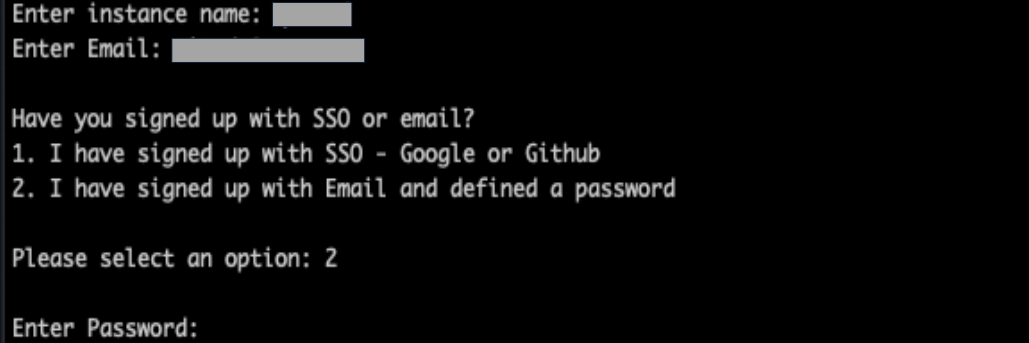 Enter instance name:
Enter Email:
Have you signed up with SSO or email?
1. I have signed up with SSO - Google or Github
2. I have signed up with Email and defined a password
Please select an option: 2
Enter Password: